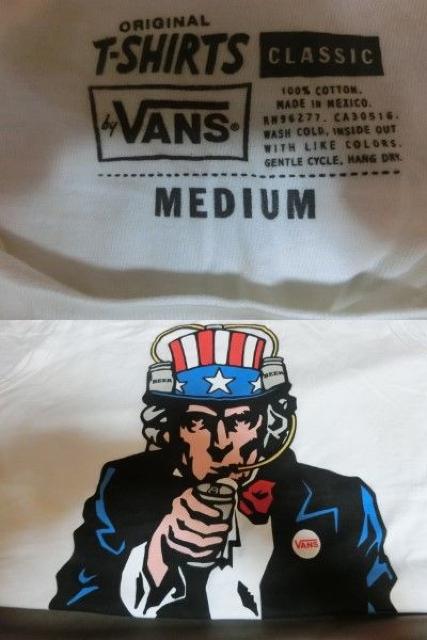 ORIGINAL
T-SHIRTS
CLASSIC
by VANS®
100% COTTON.
MADE IN MEXICO.
RN96277. CA30516.
WASH COLD, INSIDE OUT
WITH LIKE COLORS.
GENTLE CYCLE, HANG DRY.
MEDIUM
BEER
BEER
VANS